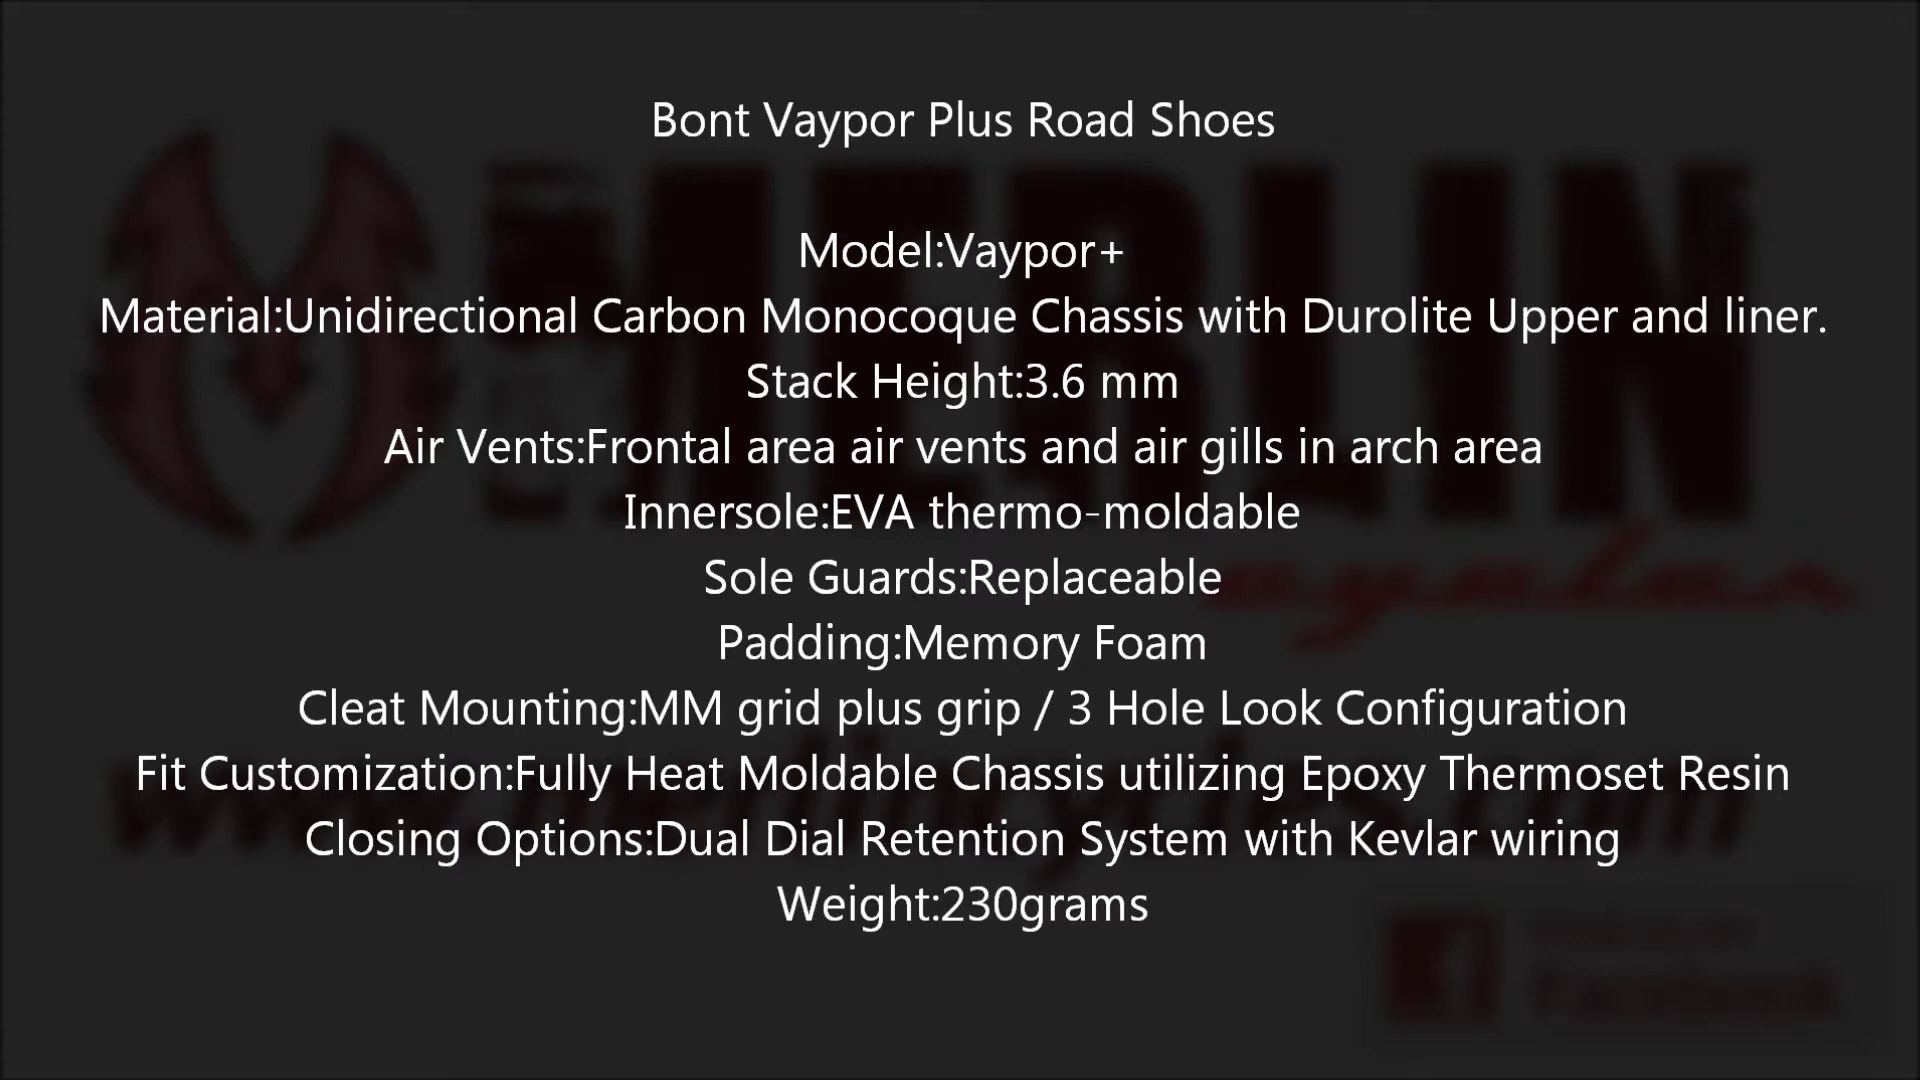 Bont Vaypor Plus Road Shoes
Model:Vaypor+
Material:Unidirectional Carbon Monocoque Chassis with Durolite Upper and liner.
Stack Height:3.6 mm
Air Vents:Frontal area air vents and air gills in arch area
Innersole:EVA thermo-moldable
Sole Guards:Replaceable
Padding:Memory Foam
Cleat Mounting:MM grid plus grip / 3 Hole Look Configuration
Fit Customization:Fully Heat Moldable Chassis utilizing Epoxy Thermoset Resin
Closing Options:Dual Dial Retention System with Kevlar wiring
Weight:230grams
MERLIN